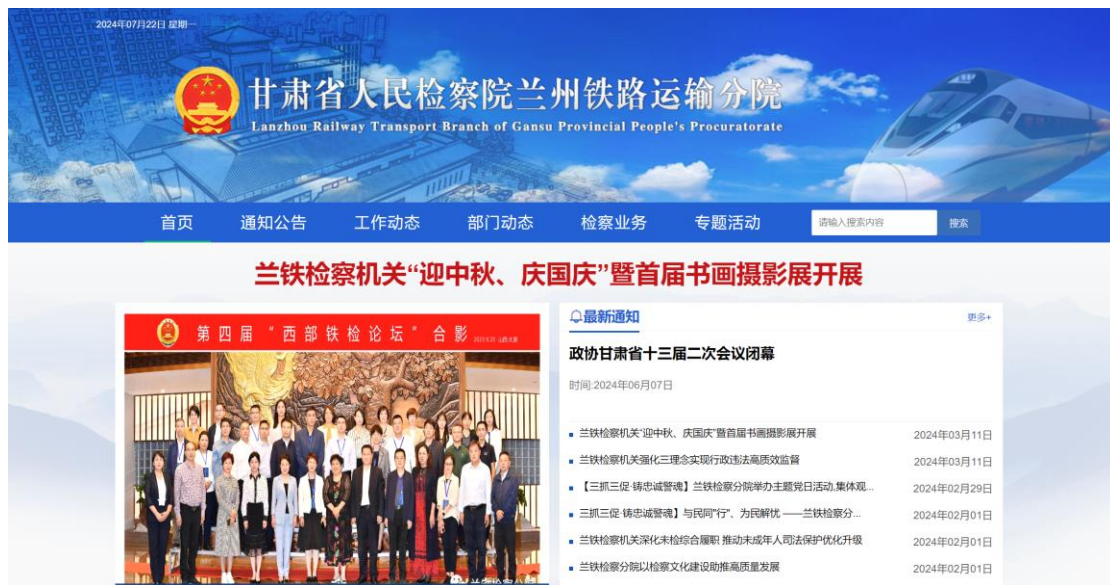 2024年07月22日 星期一
甘肃省人民检察院兰州铁路运输分院
Lanzhou Railway Transport Branch of Gansu Provincial People's Procuratorate
首页 通知公告 工作动态 部门动态 检察业务 专题活动 请输入搜索内容 搜索
兰铁检察机关“迎中秋、庆国庆”暨首届书画摄影展开展
第四届“西部铁检论坛”合影
最新通知 更多+
政协甘肃省十三届二次会议闭幕
时间:2024年06月07日
兰铁检察机关“迎中秋、庆国庆”暨首届书画摄影展开展 2024年03月11日
兰铁检察机关强化三理念实现行政违法高质效监督 2024年03月11日
【三抓三促·铸忠诚警魂】兰铁检察分院举办主题党日活动,集体观... 2024年02月29日
三抓三促·铸忠诚警魂】与民同“行”、为民解忧 ——兰铁检察分... 2024年02月01日
兰铁检察机关深化未检综合履职 推动未成年人司法保护优化升级 2024年02月01日
兰铁检察分院以检察文化建设助推高质量发展 2024年02月01日